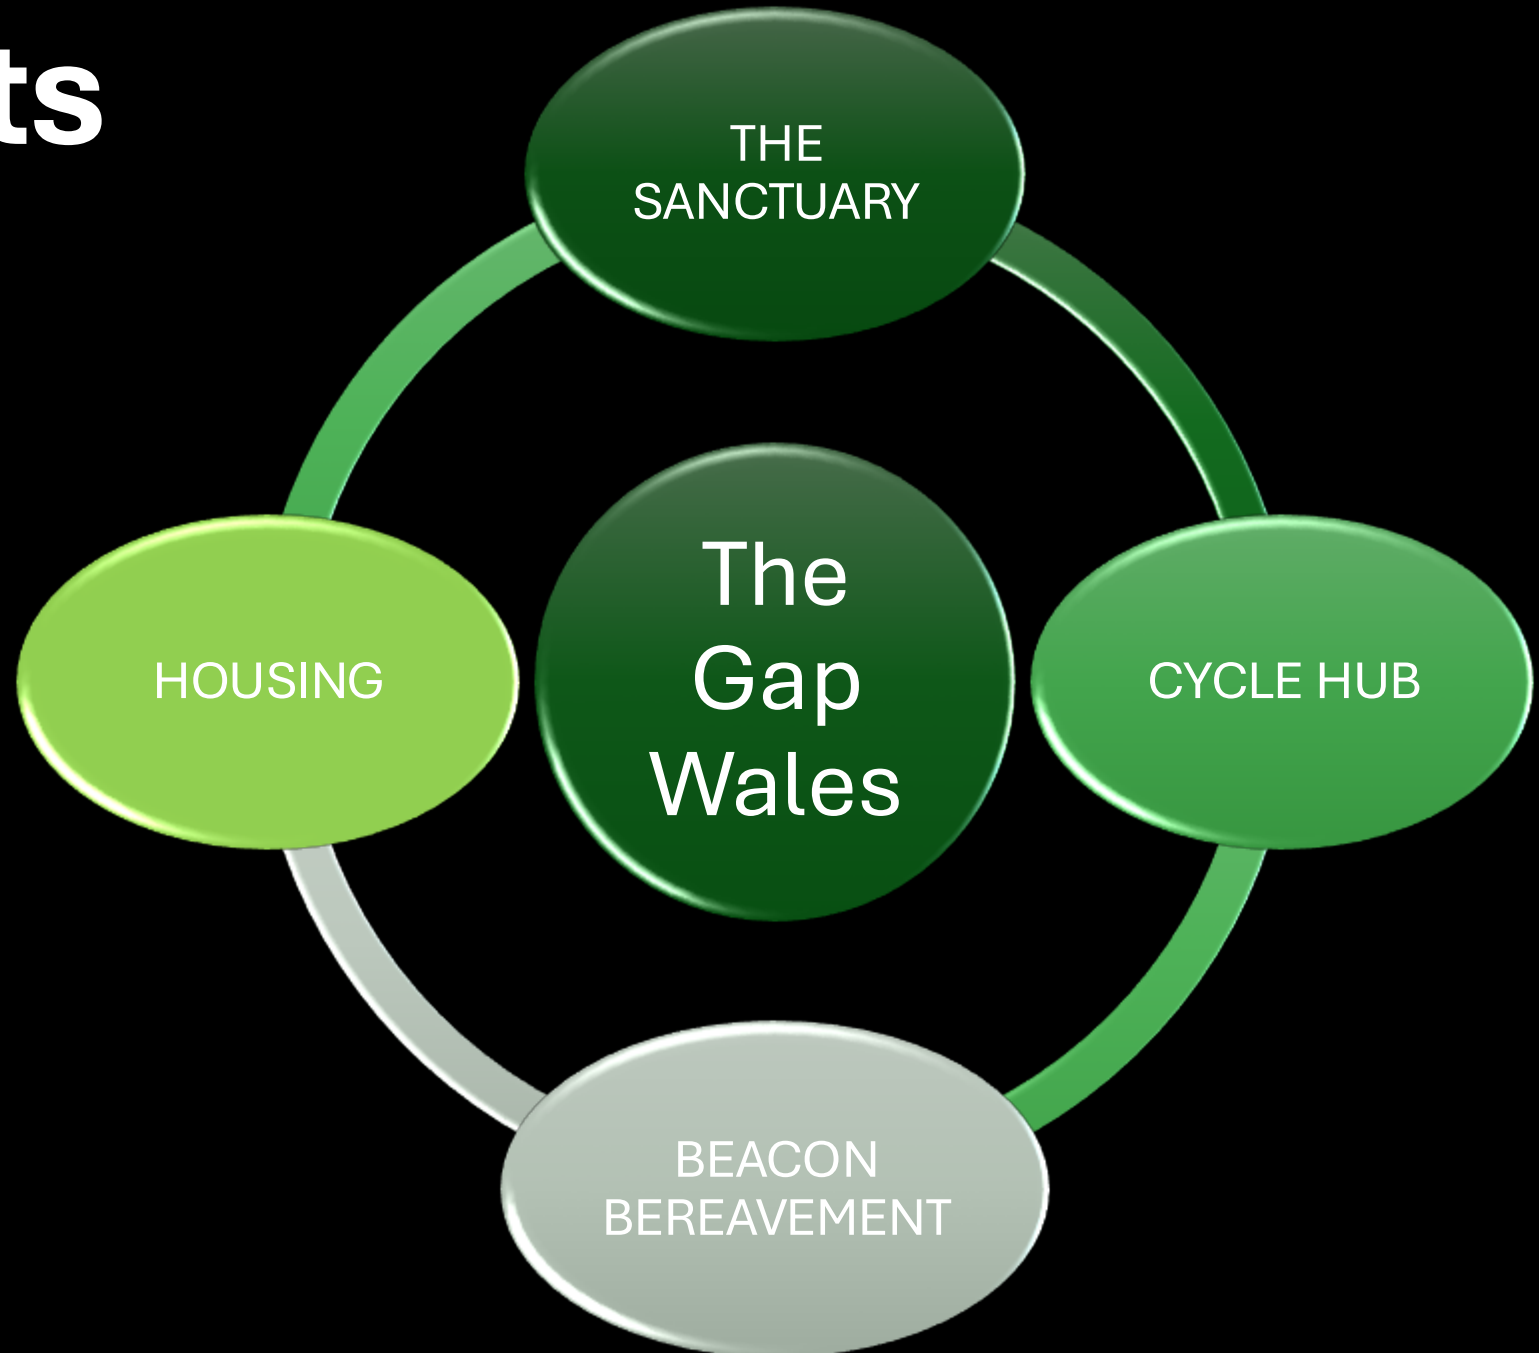 ts
THE
SANCTUARY
HOUSING
The
Gap
Wales
CYCLE HUB
BEACON
BEREAVEMENT